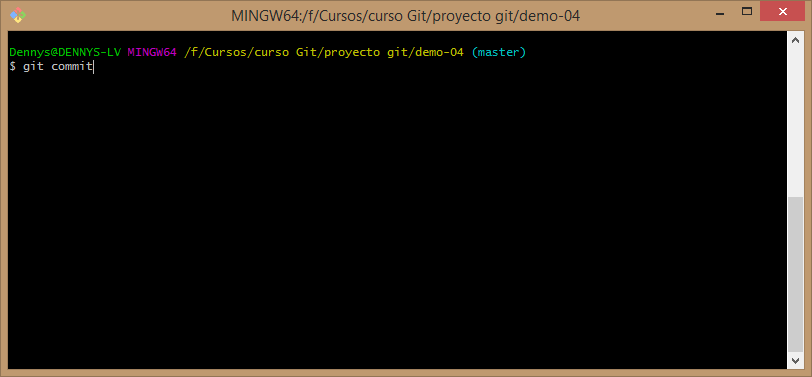 MINGW64:/f/Cursos/curso Git/proyecto git/demo-04
Dennys@DENNYS-LV MINGW64 /f/Cursos/curso Git/proyecto git/demo-04 (master)
$ git commit